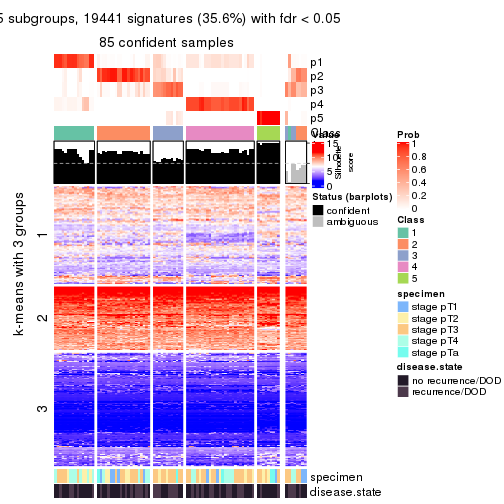 5 subgroups, 19441 signatures (35.6%) with fdr < 0.05
85 confident samples
p1
p2
p3
p4
p5
Class
Value
15
10
5
0
Silhouette
score
Status (barplots)
confident
ambiguous
Prob
1
0.8
0.6
0.4
0.2
0
Class
1
2
3
4
5
specimen
stage pT1
stage pT2
stage pT3
stage pT4
stage pTa
disease.state
no recurrence/DOD
recurrence/DOD
k-means with 3 groups
1
2
3
specimen
disease.state